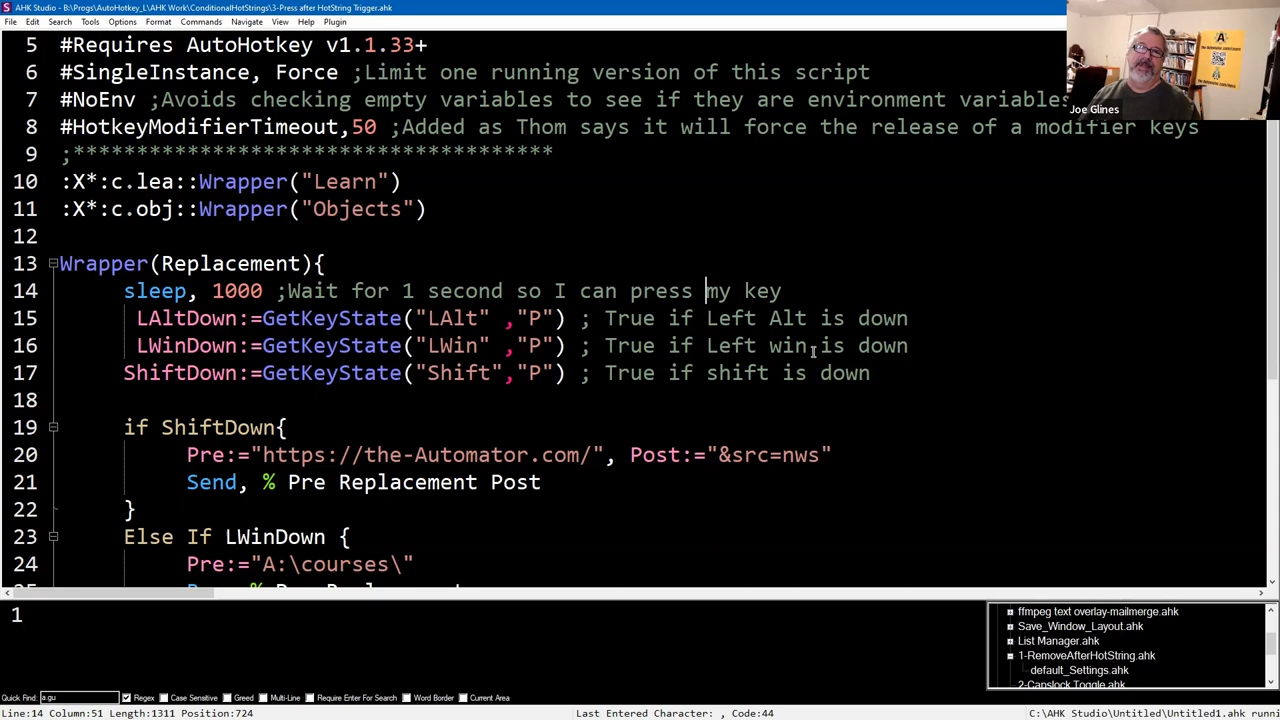 AHK Studio - B:\Progs\AutoHotkey_L\AHK Work\ConditionalHotStrings\3-Press after HotString Trigger.ahk
File Edit Search Tools Options Format Commands Navigate View Help Plugin
5 #Requires AutoHotkey v1.1.33+
6 #SingleInstance, Force ;Limit one running version of this script
7 #NoEnv ;Avoids checking empty variables to see if they are environment variables
8 #HotkeyModifierTimeout,50 ;Added as Thom says it will force the release of a modifier keys
9 ;**************************************
10 :X*:c.lea::Wrapper("Learn")
11 :X*:c.obj::Wrapper("Objects")
12
13 Wrapper(Replacement){
14 sleep, 1000 ;Wait for 1 second so I can press my key
15 LAltDown:=GetKeyState("LAlt" ,"P") ; True if Left Alt is down
16 LWinDown:=GetKeyState("LWin" ,"P") ; True if Left win is down
17 ShiftDown:=GetKeyState("Shift","P") ; True if shift is down
18
19 if ShiftDown{
20 Pre:="https://the-Automator.com/", Post:="&src=nws"
21 Send, % Pre Replacement Post
22 }
23 Else If LWinDown {
24 Pre:="A:\courses\"
Joe Glines
1
ffmpeg text overlay-mailmerge.ahk
Save_Window_Layout.ahk
List Manager.ahk
1-RemoveAfterHotString.ahk
default_Settings.ahk
2-Capslock Toggle.ahk
Quick Find: a.gu Regex Case Sensitive Greed Multi-Line Require Enter For Search Word Border Current Area
Line:14 Column:51 Length:1311 Position:724 Last Entered Character: , Code:44 C:\AHK Studio\Untitled\Untitled1.ahk runni